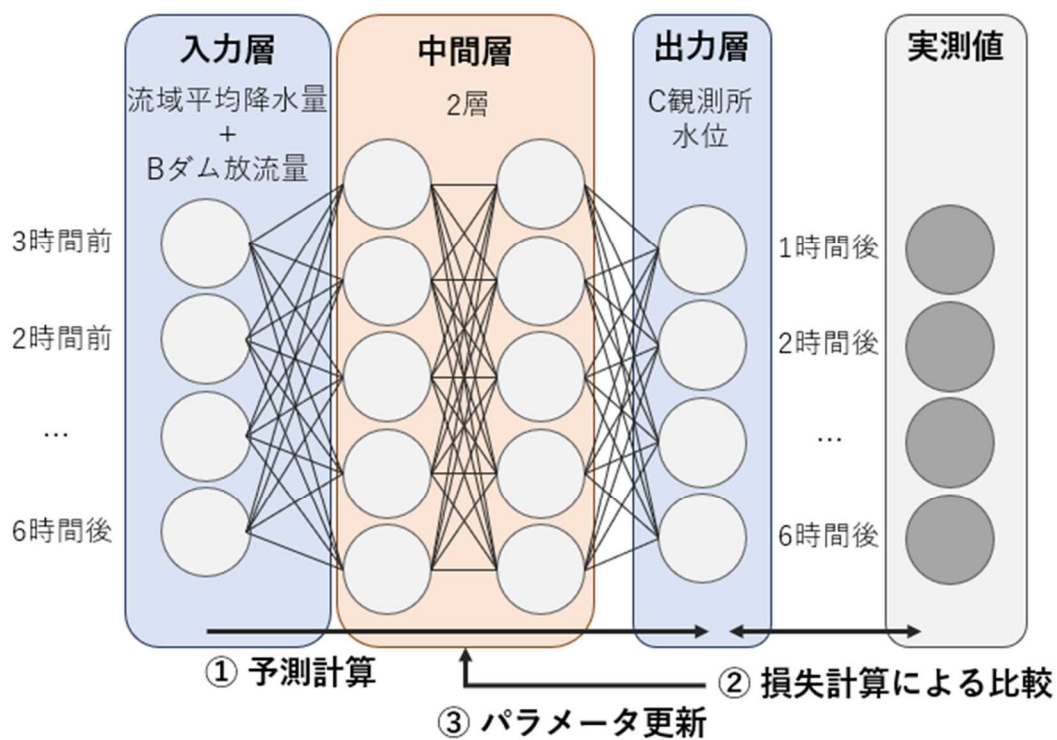 入力層
流域平均降水量
+
Bダム放流量
中間層
2層
出力層
C観測所
水位
実測値
3時間前
2時間前
…
6時間後
1時間後
2時間後
…
6時間後
① 予測計算
② 損失計算による比較
③ パラメータ更新